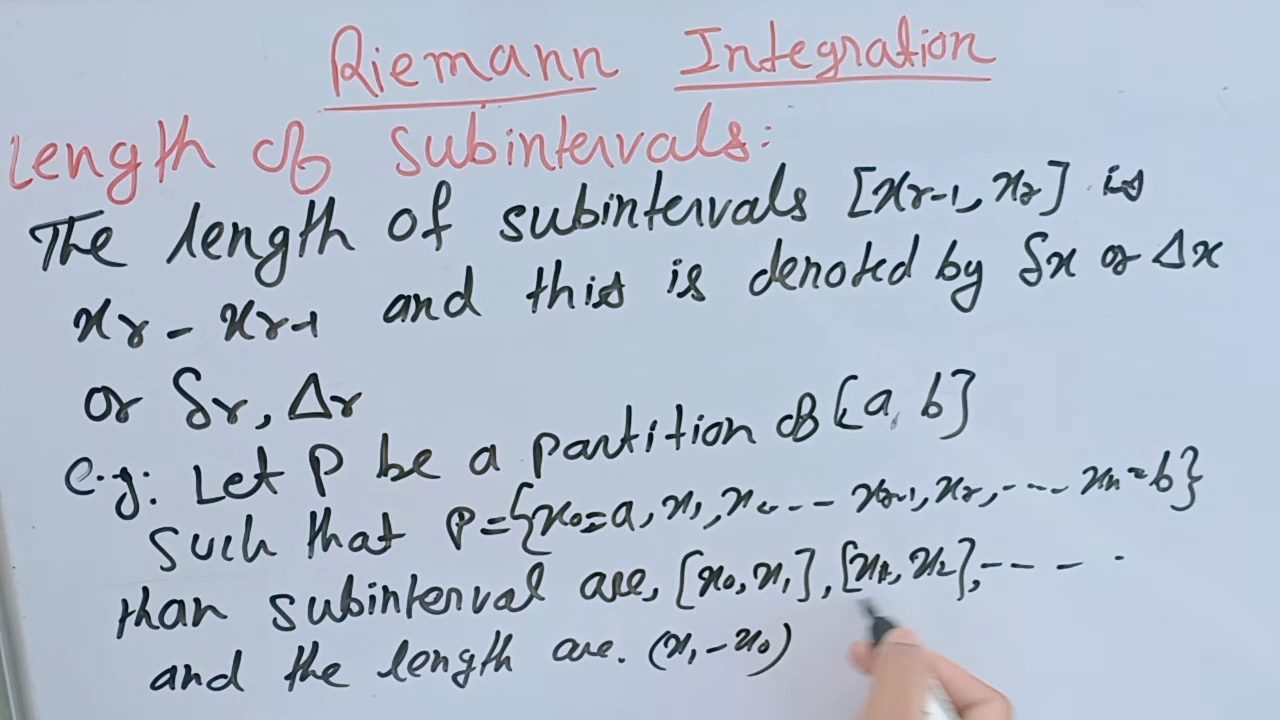 Riemann Integration
Length of Subintervals:
The length of subintervals [xᵣ₋₁, xᵣ] is
xᵣ - xᵣ₋₁ and this is denoted by δx or Δx
or δr, Δr
e.g: Let P be a partition of [a, b]
such that P={x₀=a, x₁, x₂.-- xᵣ₋₁, xᵣ, ---- xₙ=b}
than subinterval are, [x₀, x₁], [x₁, x₂],---- .
and the length are. (x₁-x₀)